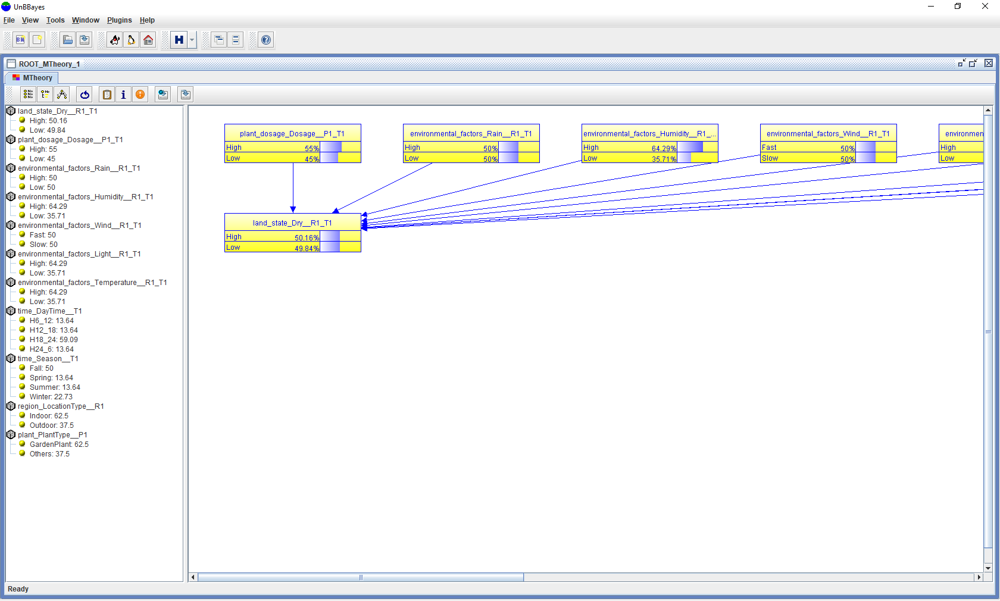 UnBBayes
File View Tools Window Plugins Help
BN
H
ROOT_MTheory_1
MTheory
land_state_Dry__R1_T1
High: 50.16
Low: 49.84
plant_dosage_Dosage__P1_T1
High: 55
Low: 45
environmental_factors_Rain__R1_T1
High: 50
Low: 50
environmental_factors_Humidity__R1_T1
High: 64.29
Low: 35.71
environmental_factors_Wind__R1_T1
Fast: 50
Slow: 50
environmental_factors_Light__R1_T1
High: 64.29
Low: 35.71
environmental_factors_Temperature__R1_T1
High: 64.29
Low: 35.71
time_DayTime__T1
H6_12: 13.64
H12_18: 13.64
H18_24: 59.09
H24_6: 13.64
time_Season__T1
Fall: 50
Spring: 13.64
Summer: 13.64
Winter: 22.73
region_LocationType__R1
Indoor: 62.5
Outdoor: 37.5
plant_PlantType__P1
GardenPlant: 62.5
Others: 37.5
plant_dosage_Dosage__P1_T1
High 55%
Low 45%
environmental_factors_Rain__R1_T1
High 50%
Low 50%
environmental_factors_Humidity__R1_...
High 64.29%
Low 35.71%
environmental_factors_Wind__R1_T1
Fast 50%
Slow 50%
environmen
High
Low
land_state_Dry__R1_T1
High 50.16%
Low 49.84%
Ready